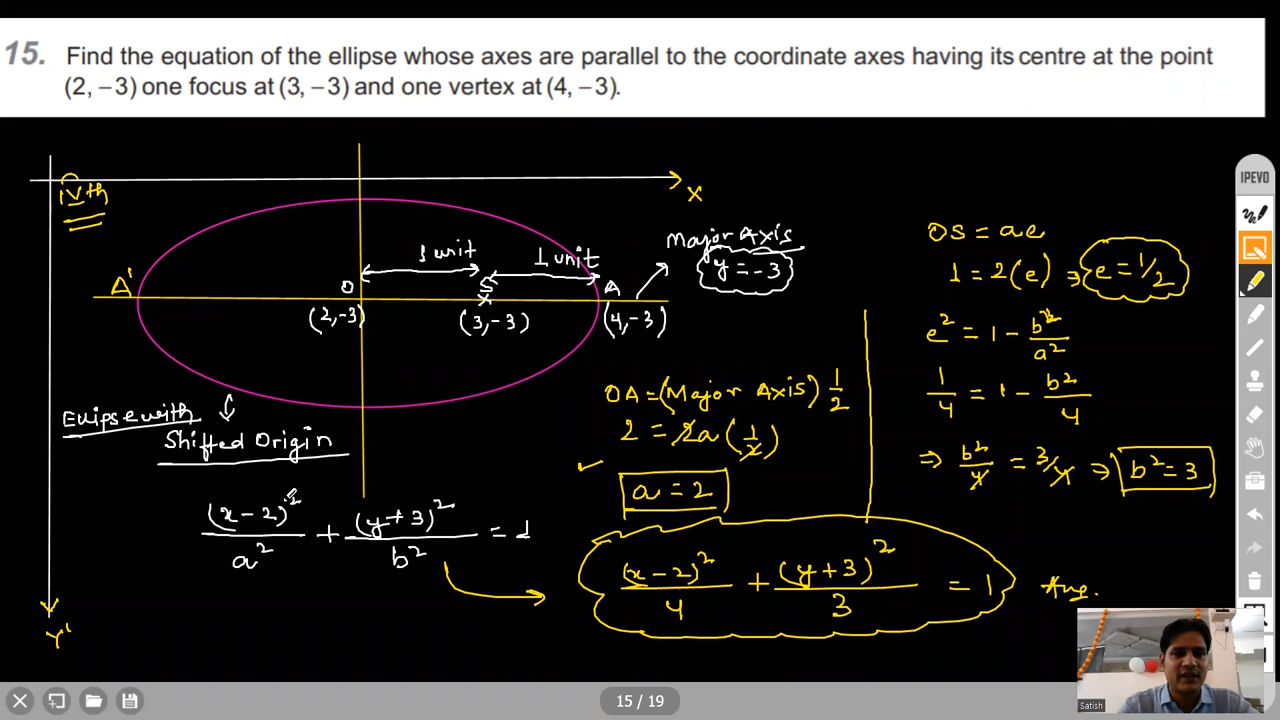 15. Find the equation of the ellipse whose axes are parallel to the coordinate axes having its centre at the point
(2, −3) one focus at (3, −3) and one vertex at (4, −3).
IPEVO
IVth
X
Major Axis
y = -3
1 unit
1 unit
A'
O
S
A
(2,-3)
(3,-3)
(4,-3)
Ellipse with
Shifted Origin
(x-2)²/a² + (y+3)²/b² = 1
Y'
OA = (Major Axis) 1/2
2 = 2a (1/2)
✓ a = 2
OS = ae
1 = 2(e) ⇒ e = 1/2
e² = 1 - b²/a²
1/4 = 1 - b²/4
⇒ b²/4 = 3/4 ⇒ b² = 3
(x-2)²/4 + (y+3)²/3 = 1 Ans.
Satish
15 / 19